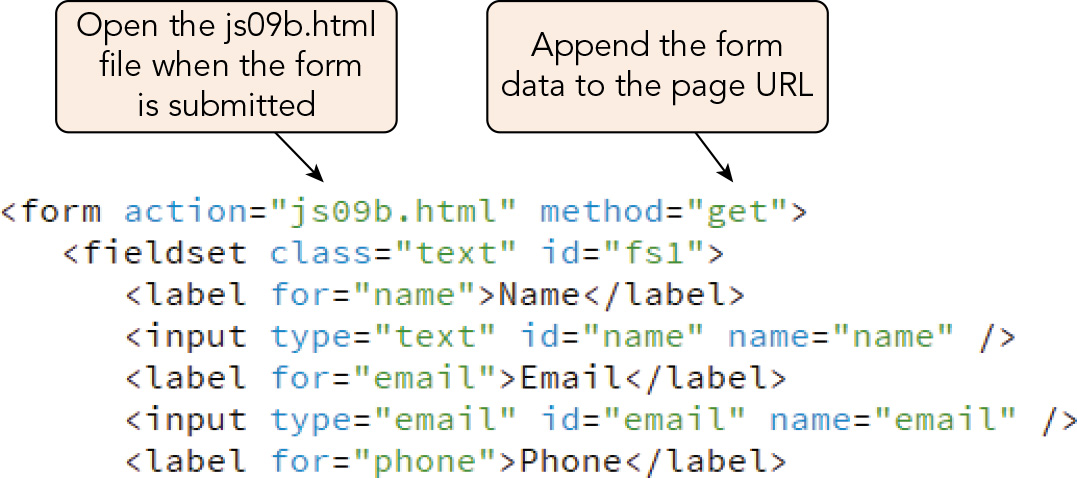 Open the js09b.html
file when the form
is submitted
Append the form
data to the page URL
<form action="js09b.html" method="get">
<fieldset class="text" id="fs1">
<label for="name">Name</label>
<input type="text" id="name" name="name" />
<label for="email">Email</label>
<input type="email" id="email" name="email" />
<label for="phone">Phone</label>